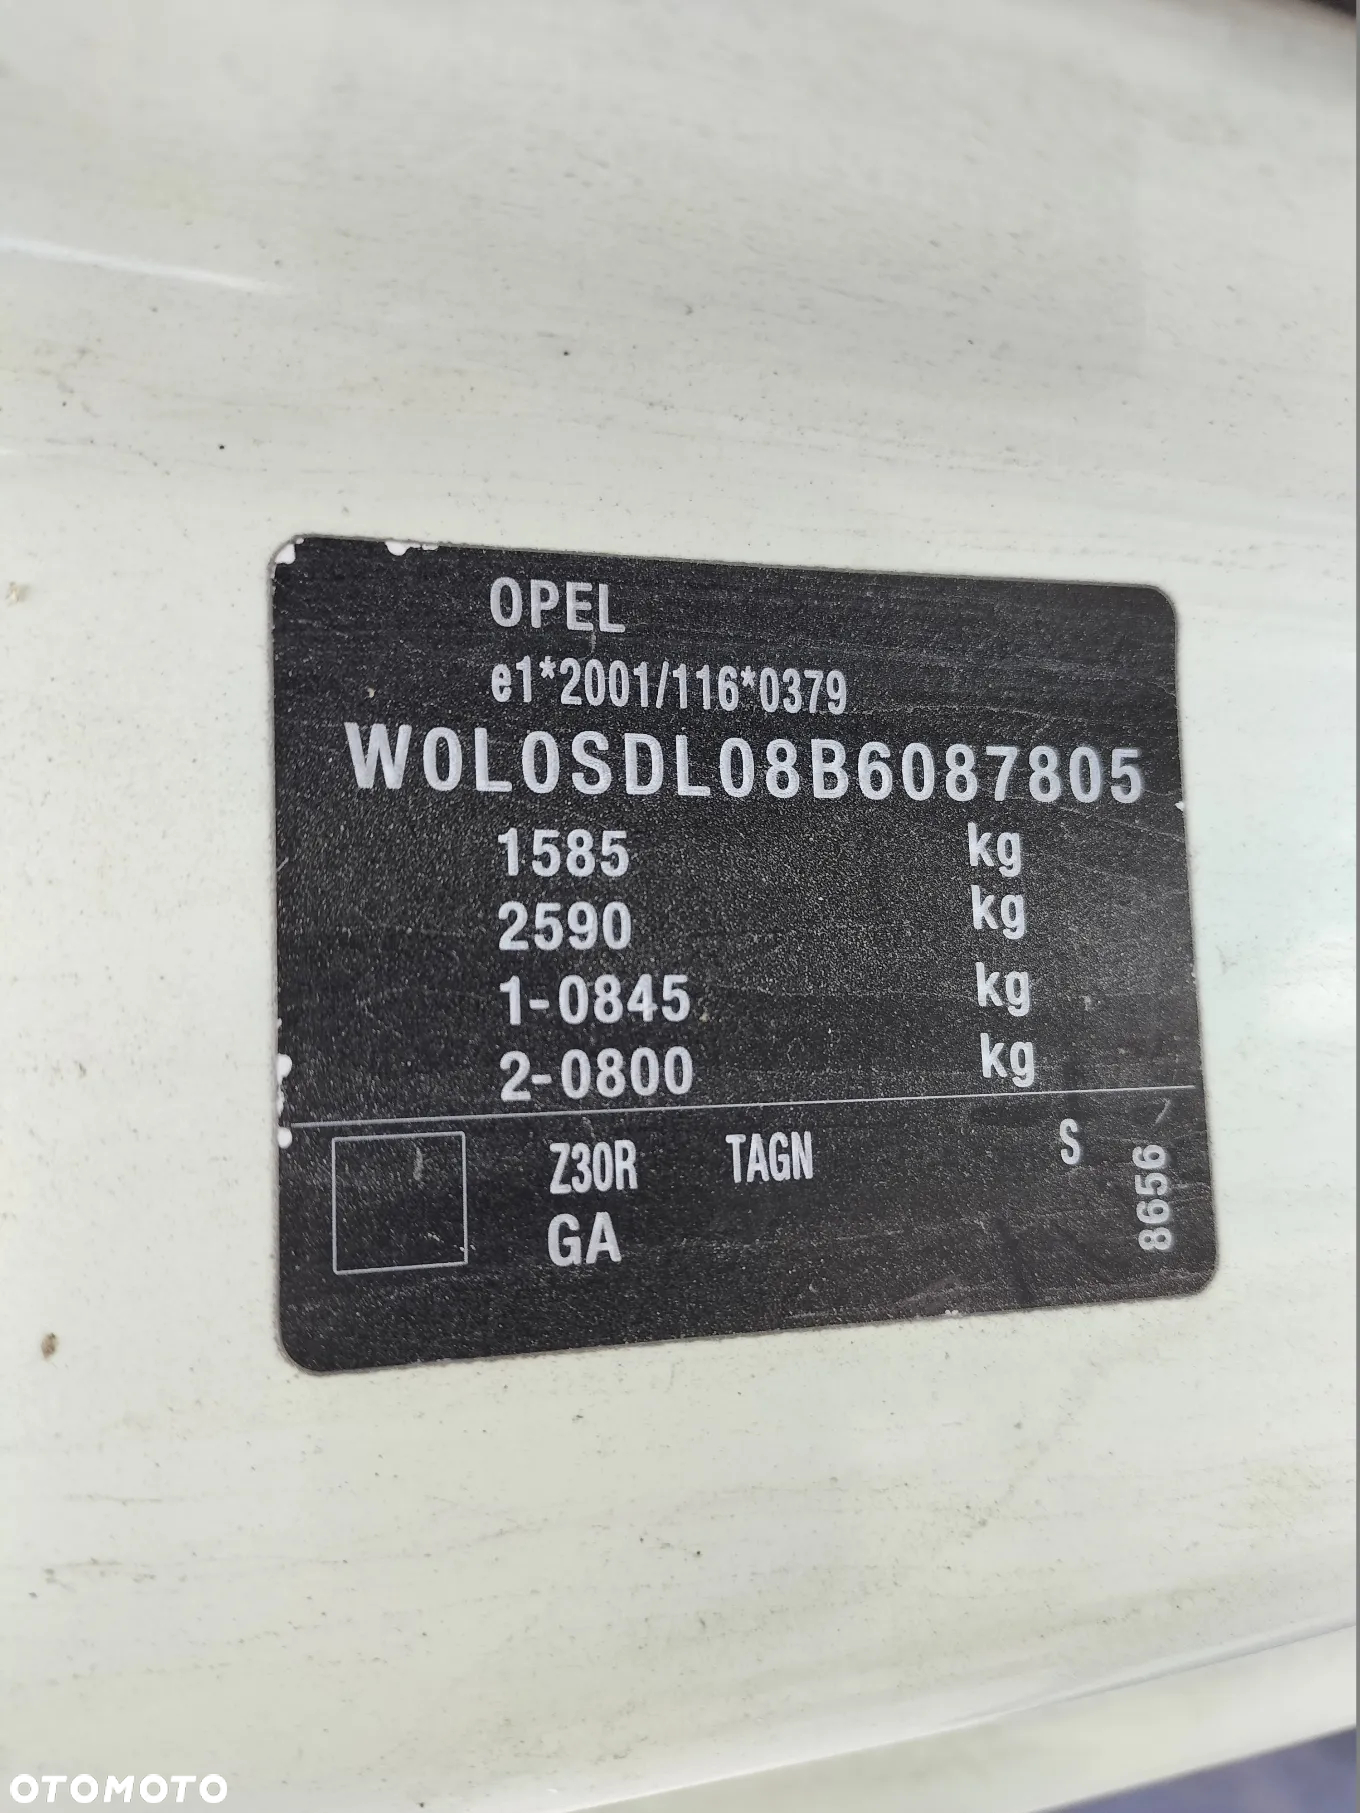 OPEL
e1*2001/116*0379
W0L0SDL08B6087805
1585 kg
2590 kg
1-0845 kg
2-0800 kg
Z30R TAGN S
GA
8656
OTOMOTO